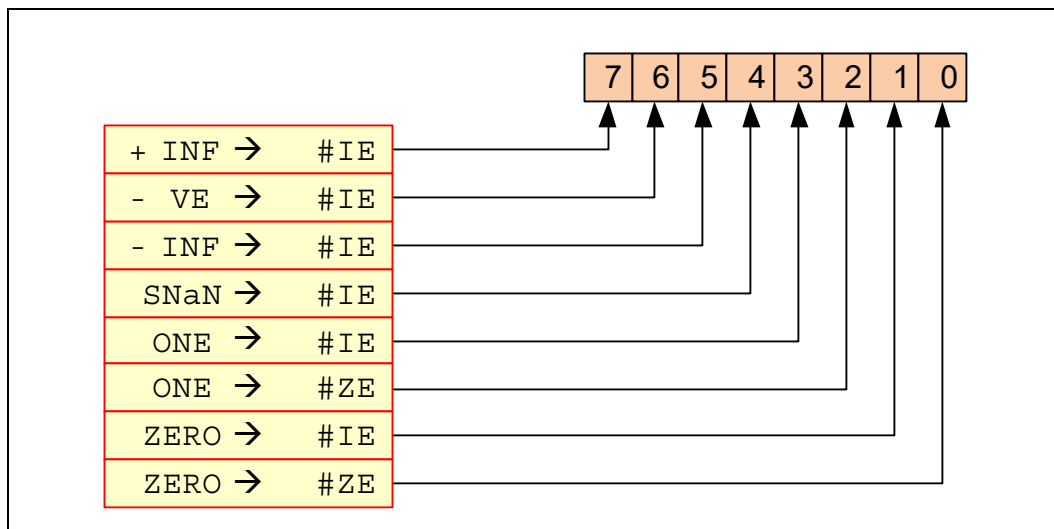 7 6 5 4 3 2 1 0
+ INF → #IE
- VE → #IE
- INF → #IE
SNaN → #IE
ONE → #IE
ONE → #ZE
ZERO → #IE
ZERO → #ZE